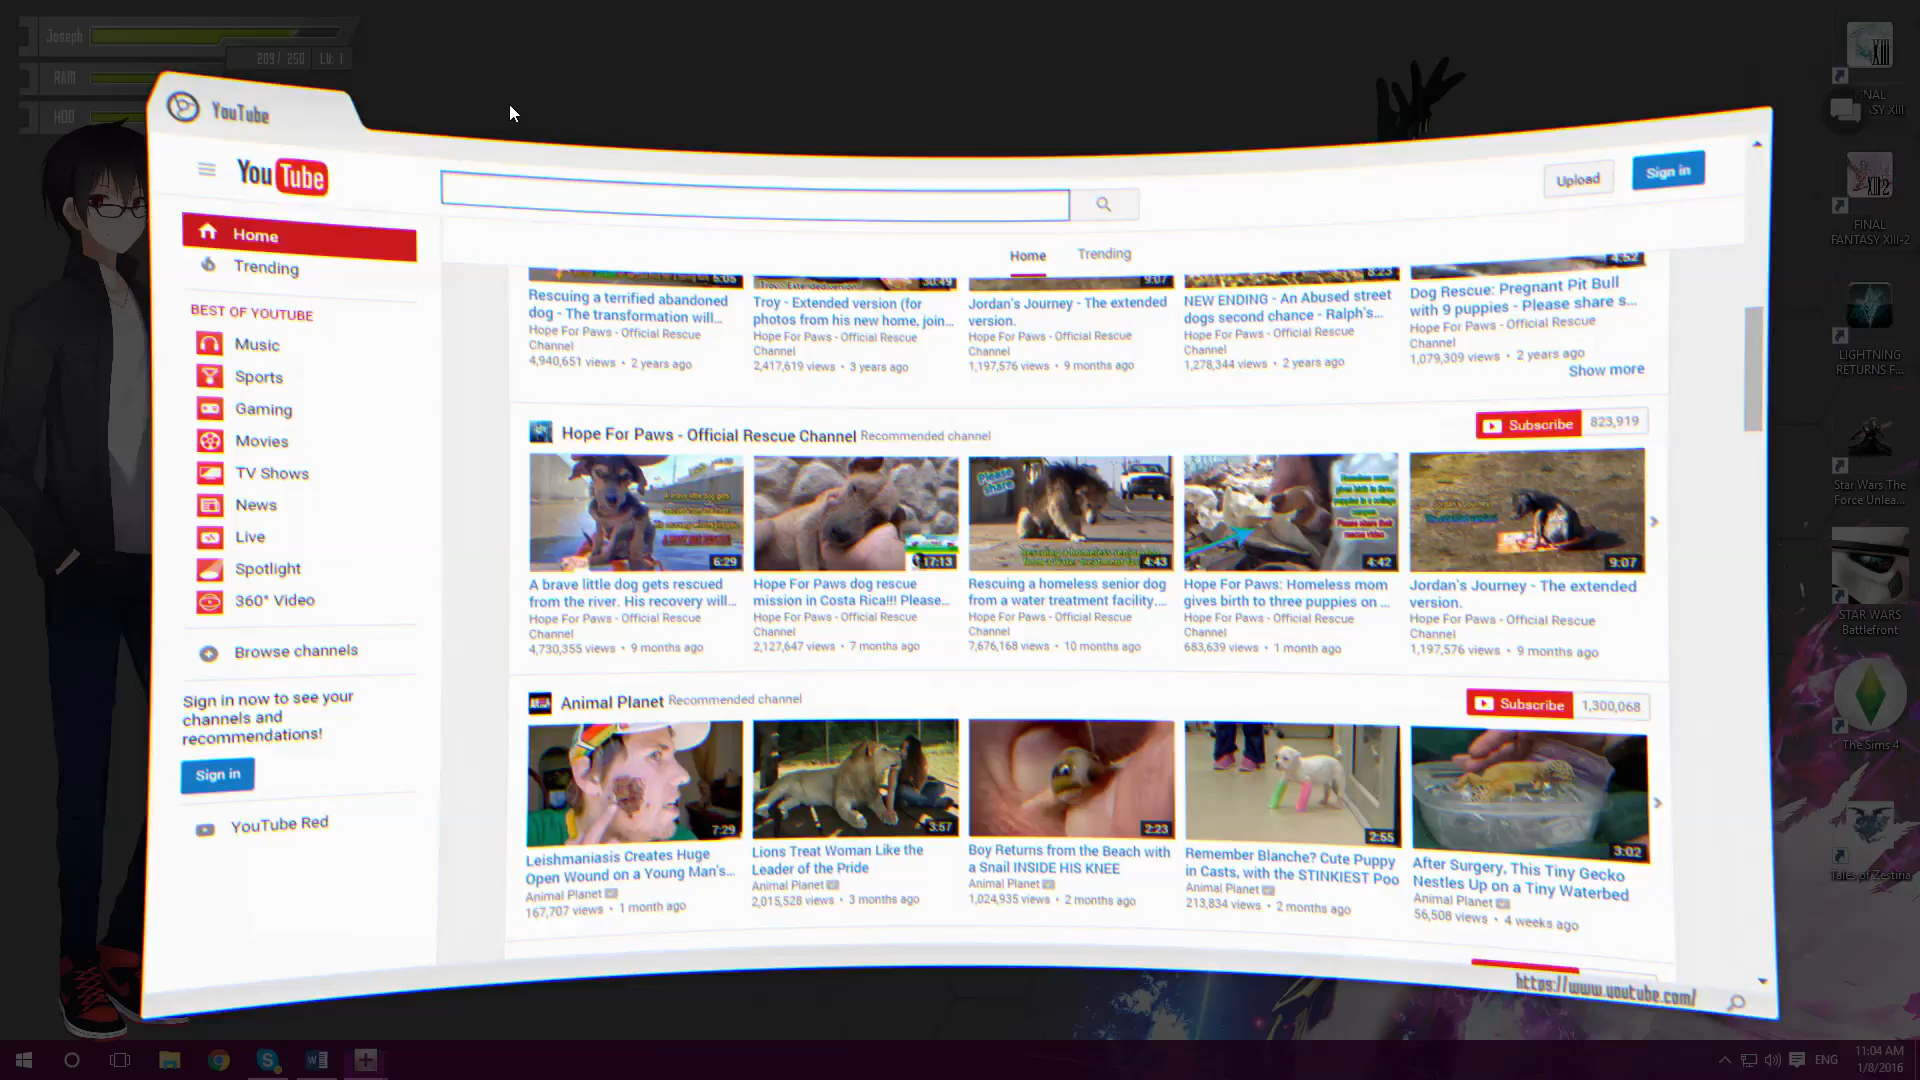 Joseph
209/ 250
LV: 1
RAM
HDD
YouTube
YouTube
Upload
Sign in
Home
Trending
Home
Trending
BEST OF YOUTUBE
Music
Sports
Gaming
Movies
TV Shows
News
Live
Spotlight
360° Video
Browse channels
Sign in now to see your
channels and
recommendations!
Sign in
YouTube Red
6:05
30:49
9:07
8:23
4:52
Rescuing a terrified abandoned
dog - The transformation will...
Hope For Paws - Official Rescue
Channel
4,940,651 views • 2 years ago
Troy - Extended version (for
photos from his new home, join...
Hope For Paws - Official Rescue
Channel
2,417,619 views • 3 years ago
Jordan's Journey - The extended
version.
Hope For Paws - Official Rescue
Channel
1,197,576 views • 9 months ago
NEW ENDING - An Abused street
dogs second chance - Ralph's...
Hope For Paws - Official Rescue
Channel
1,278,344 views • 2 years ago
Dog Rescue: Pregnant Pit Bull
with 9 puppies - Please share s...
Hope For Paws - Official Rescue
Channel
1,079,309 views • 2 years ago
Show more
Hope For Paws - Official Rescue Channel Recommended channel
Subscribe 823,919
6:29
17:13
Please
share
4:43
4:42
9:07
A brave little dog gets rescued
from the river. His recovery will...
Hope For Paws - Official Rescue
Channel
4,730,355 views • 9 months ago
Hope For Paws dog rescue
mission in Costa Rica!!! Please...
Hope For Paws - Official Rescue
Channel
2,127,647 views • 7 months ago
Rescuing a homeless senior dog
from a water treatment facility....
Hope For Paws - Official Rescue
Channel
7,676,168 views • 10 months ago
Hope For Paws: Homeless mom
gives birth to three puppies on ...
Hope For Paws - Official Rescue
Channel
683,639 views • 1 month ago
Jordan's Journey - The extended
version.
Hope For Paws - Official Rescue
Channel
1,197,576 views • 9 months ago
Animal Planet Recommended channel
Subscribe 1,300,068
7:29
3:57
2:23
2:55
3:02
Leishmaniasis Creates Huge
Open Wound on a Young Man's...
Animal Planet
167,707 views • 1 month ago
Lions Treat Woman Like the
Leader of the Pride
Animal Planet
2,015,528 views • 3 months ago
Boy Returns from the Beach with
a Snail INSIDE HIS KNEE
Animal Planet
1,024,935 views • 2 months ago
Remember Blanche? Cute Puppy
in Casts, with the STINKIEST Poo
Animal Planet
213,834 views • 2 months ago
After Surgery, This Tiny Gecko
Nestles Up on a Tiny Waterbed
Animal Planet
56,508 views • 4 weeks ago
https://www.youtube.com/
XIII
FINAL
FANTASY XIII-2
LIGHTNING
RETURNS F...
Star Wars The
Force Unlea...
STAR WARS
Battlefront
The Sims 4
Tales of Zestiria
ENG
11:04 AM
1/8/2016